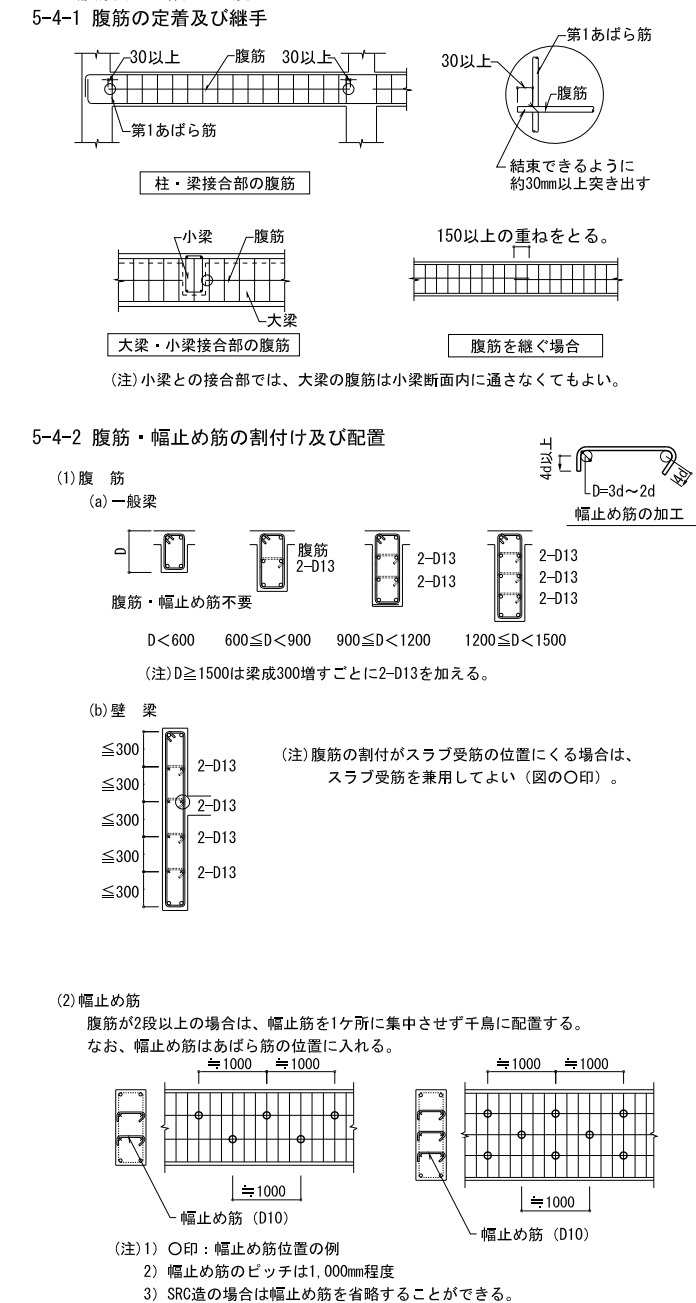 5-4-1 腹筋の定着及び継手
30以上 腹筋 30以上
第1あばら筋
柱・梁接合部の腹筋
第1あばら筋
30以上
腹筋
結束できるように
約30mm以上突き出す
小梁 腹筋
大梁
大梁・小梁接合部の腹筋
150以上の重ねをとる。
腹筋を継ぐ場合
(注)小梁との接合部では、大梁の腹筋は小梁断面内に通さなくてもよい。
5-4-2 腹筋・幅止め筋の割付け及び配置
4d以上
4d
D=3d～2d
幅止め筋の加工
(1)腹 筋
(a)一般梁
D
腹筋
2-D13
2-D13
2-D13
2-D13
2-D13
2-D13
腹筋・幅止め筋不要
D＜600 600≦D＜900 900≦D＜1200 1200≦D＜1500
(注)D≧1500は梁成300増すごとに2-D13を加える。
(b)壁 梁
≦300
≦300
≦300
≦300
≦300
2-D13
2-D13
2-D13
2-D13
(注)腹筋の割付がスラブ受筋の位置にくる場合は、
スラブ受筋を兼用してよい（図の〇印）。
(2)幅止め筋
腹筋が2段以上の場合は、幅止筋を1ケ所に集中させず千鳥に配置する。
なお、幅止め筋はあばら筋の位置に入れる。
≒1000 ≒1000
≒1000
幅止め筋（D10）
≒1000 ≒1000
≒1000
幅止め筋（D10）
(注)1) 〇印：幅止め筋位置の例
2) 幅止め筋のピッチは1,000mm程度
3) SRC造の場合は幅止め筋を省略することができる。